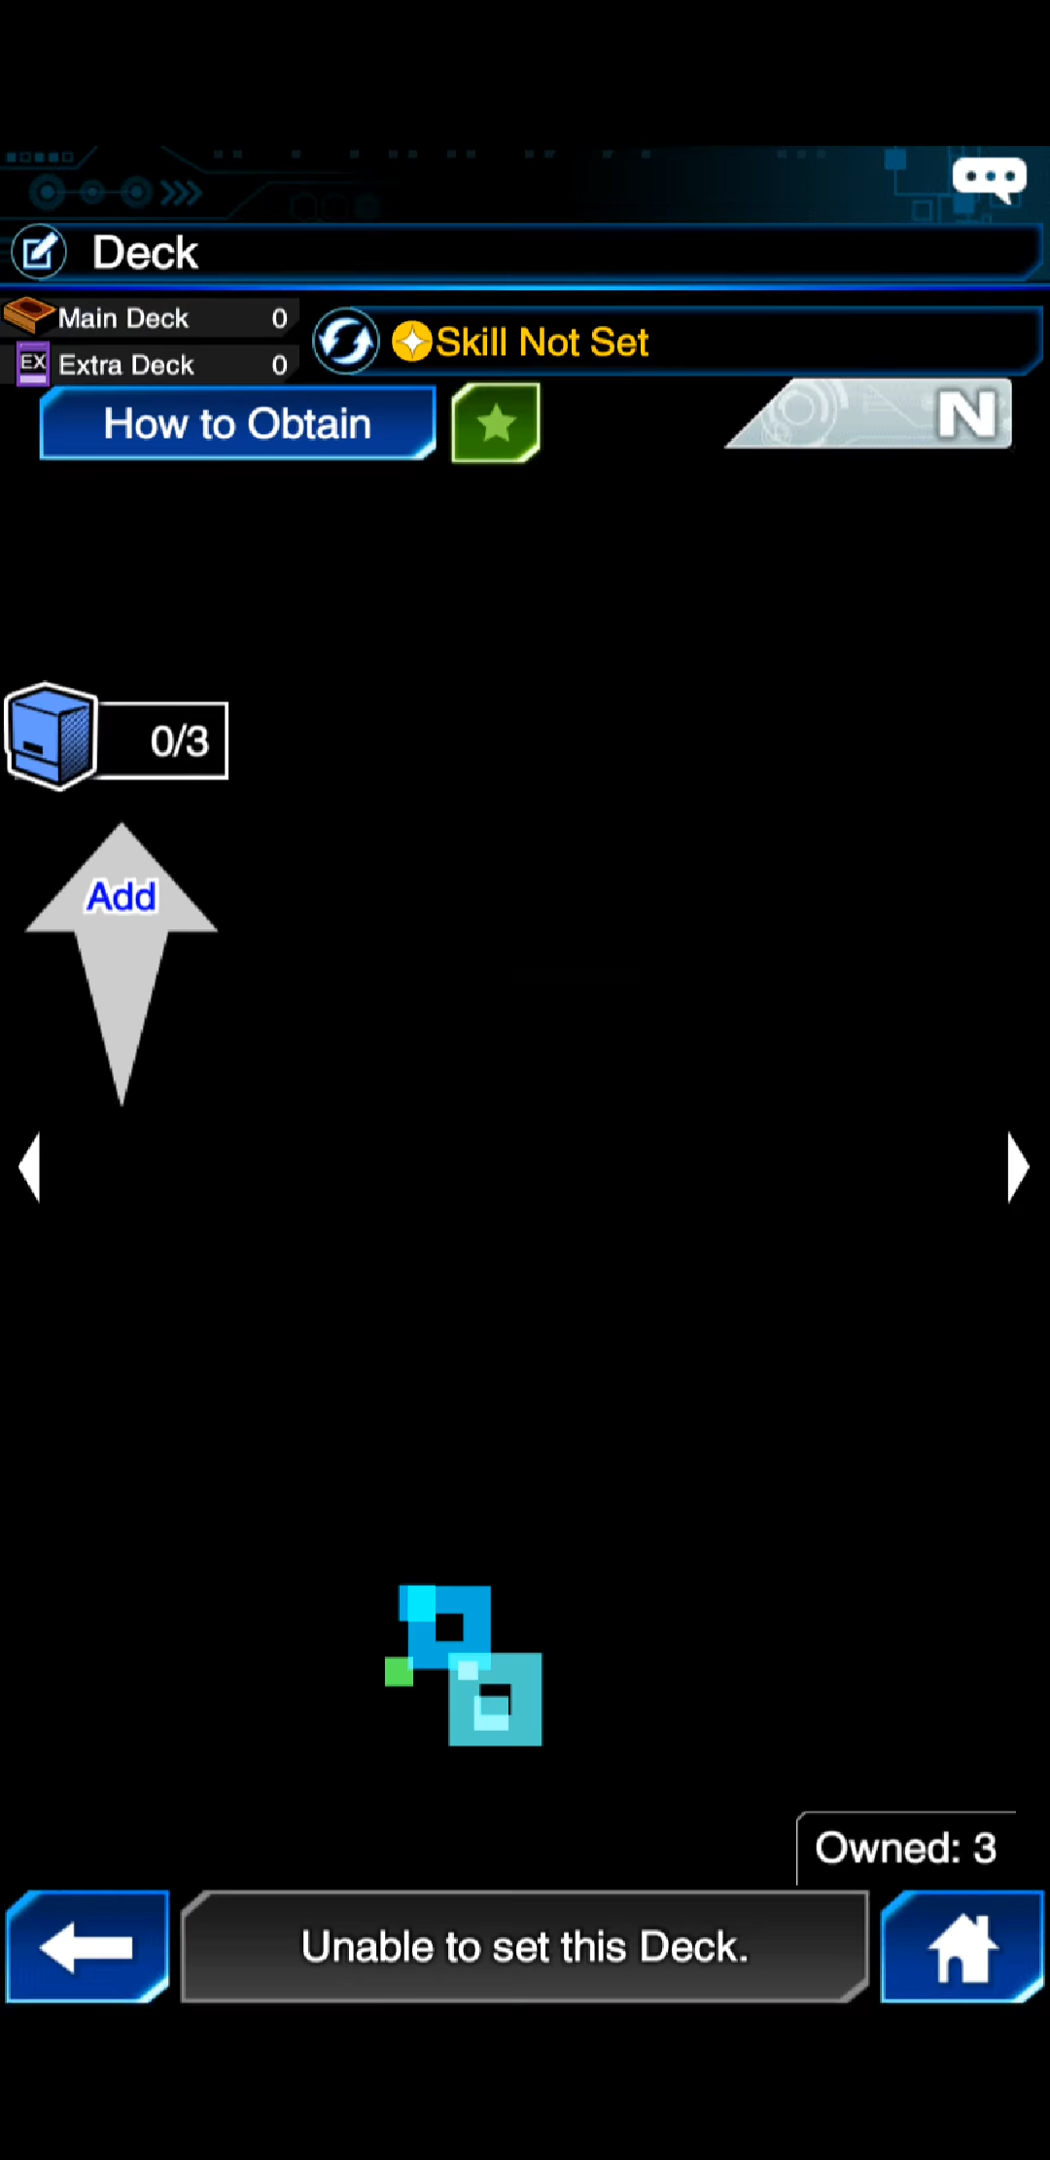 Deck
Main Deck 0
Extra Deck 0
EX
Skill Not Set
How to Obtain
N
0/3
Add
Owned: 3
Unable to set this Deck.